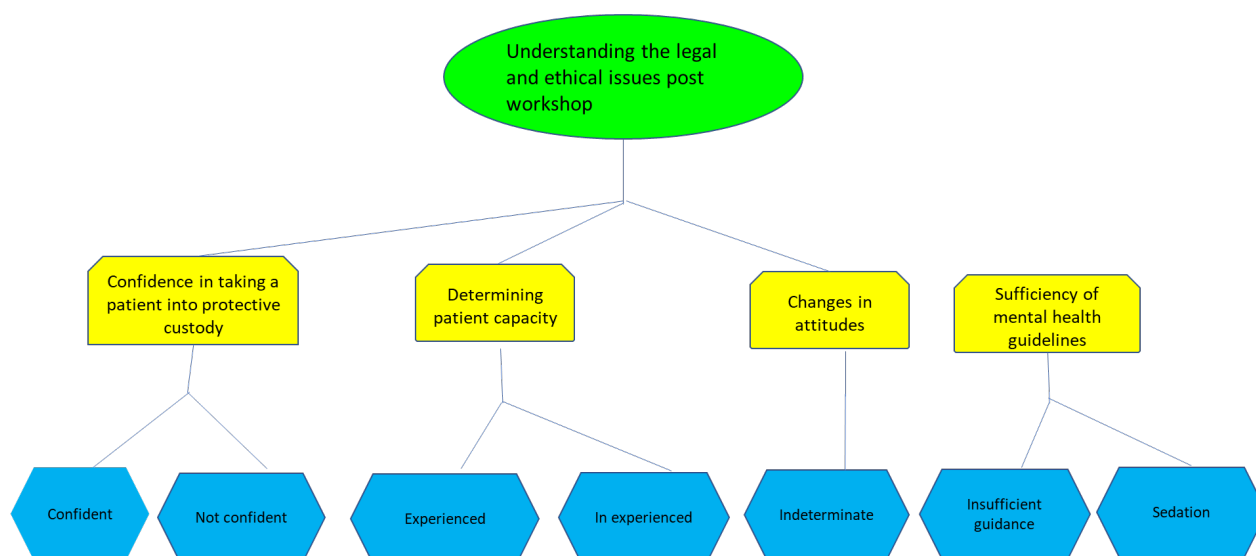 Understanding the legal
and ethical issues post
workshop
Confidence in taking a
patient into protective
custody
Determining
patient capacity
Changes in
attitudes
Sufficiency of
mental health
guidelines
Confident
Not confident
Experienced
In experienced
Indeterminate
Insufficient
guidance
Sedation